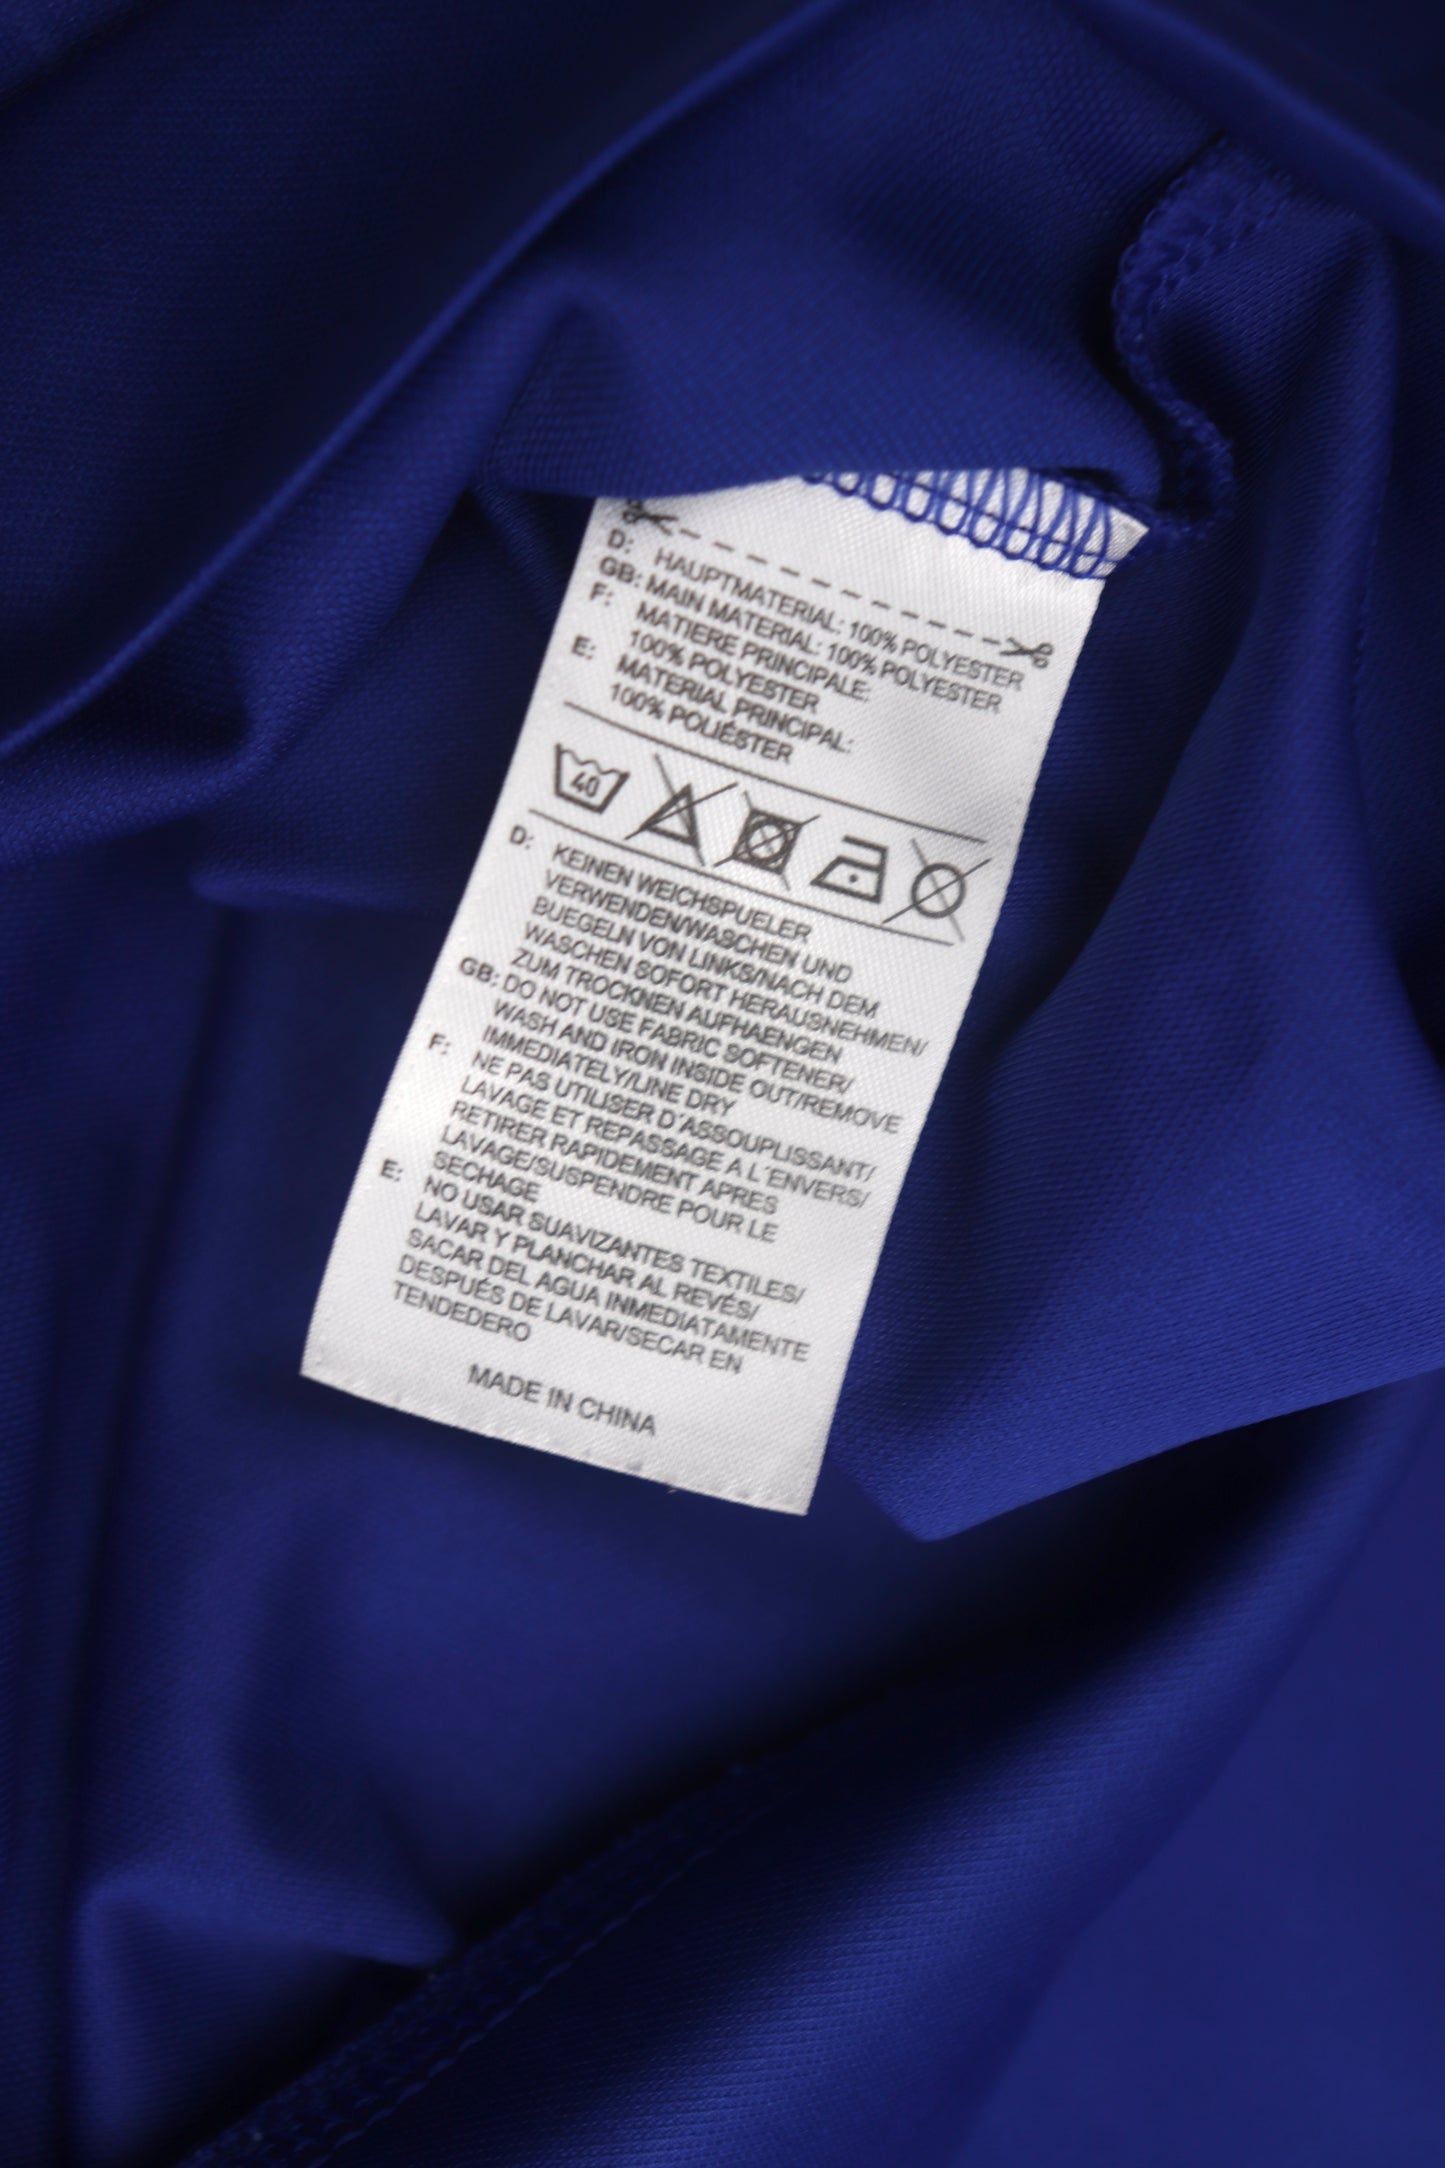 D: HAUPTMATERIAL: 100% POLYESTER
GB: MAIN MATERIAL: 100% POLYESTER
F: MATIERE PRINCIPALE:
100% POLYESTER
E: MATERIAL PRINCIPAL:
100% POLIÉSTER
40
D: KEINEN WEICHSPUELER
VERWENDEN/WASCHEN UND
BUEGELN VON LINKS/NACH DEM
WASCHEN SOFORT HERAUSNEHMEN/
ZUM TROCKNEN AUFHAENGEN
GB: DO NOT USE FABRIC SOFTENER/
WASH AND IRON INSIDE OUT/REMOVE
IMMEDIATELY/LINE DRY
F: NE PAS UTILISER D´ASSOUPLISSANT/
LAVAGE ET REPASSAGE A L´ENVERS/
RETIRER RAPIDEMENT APRES
LAVAGE/SUSPENDRE POUR LE
SECHAGE
E: NO USAR SUAVIZANTES TEXTILES/
LAVAR Y PLANCHAR AL REVÉS/
SACAR DEL AGUA INMEDIATAMENTE
DESPUÉS DE LAVAR/SECAR EN
TENDEDERO
MADE IN CHINA